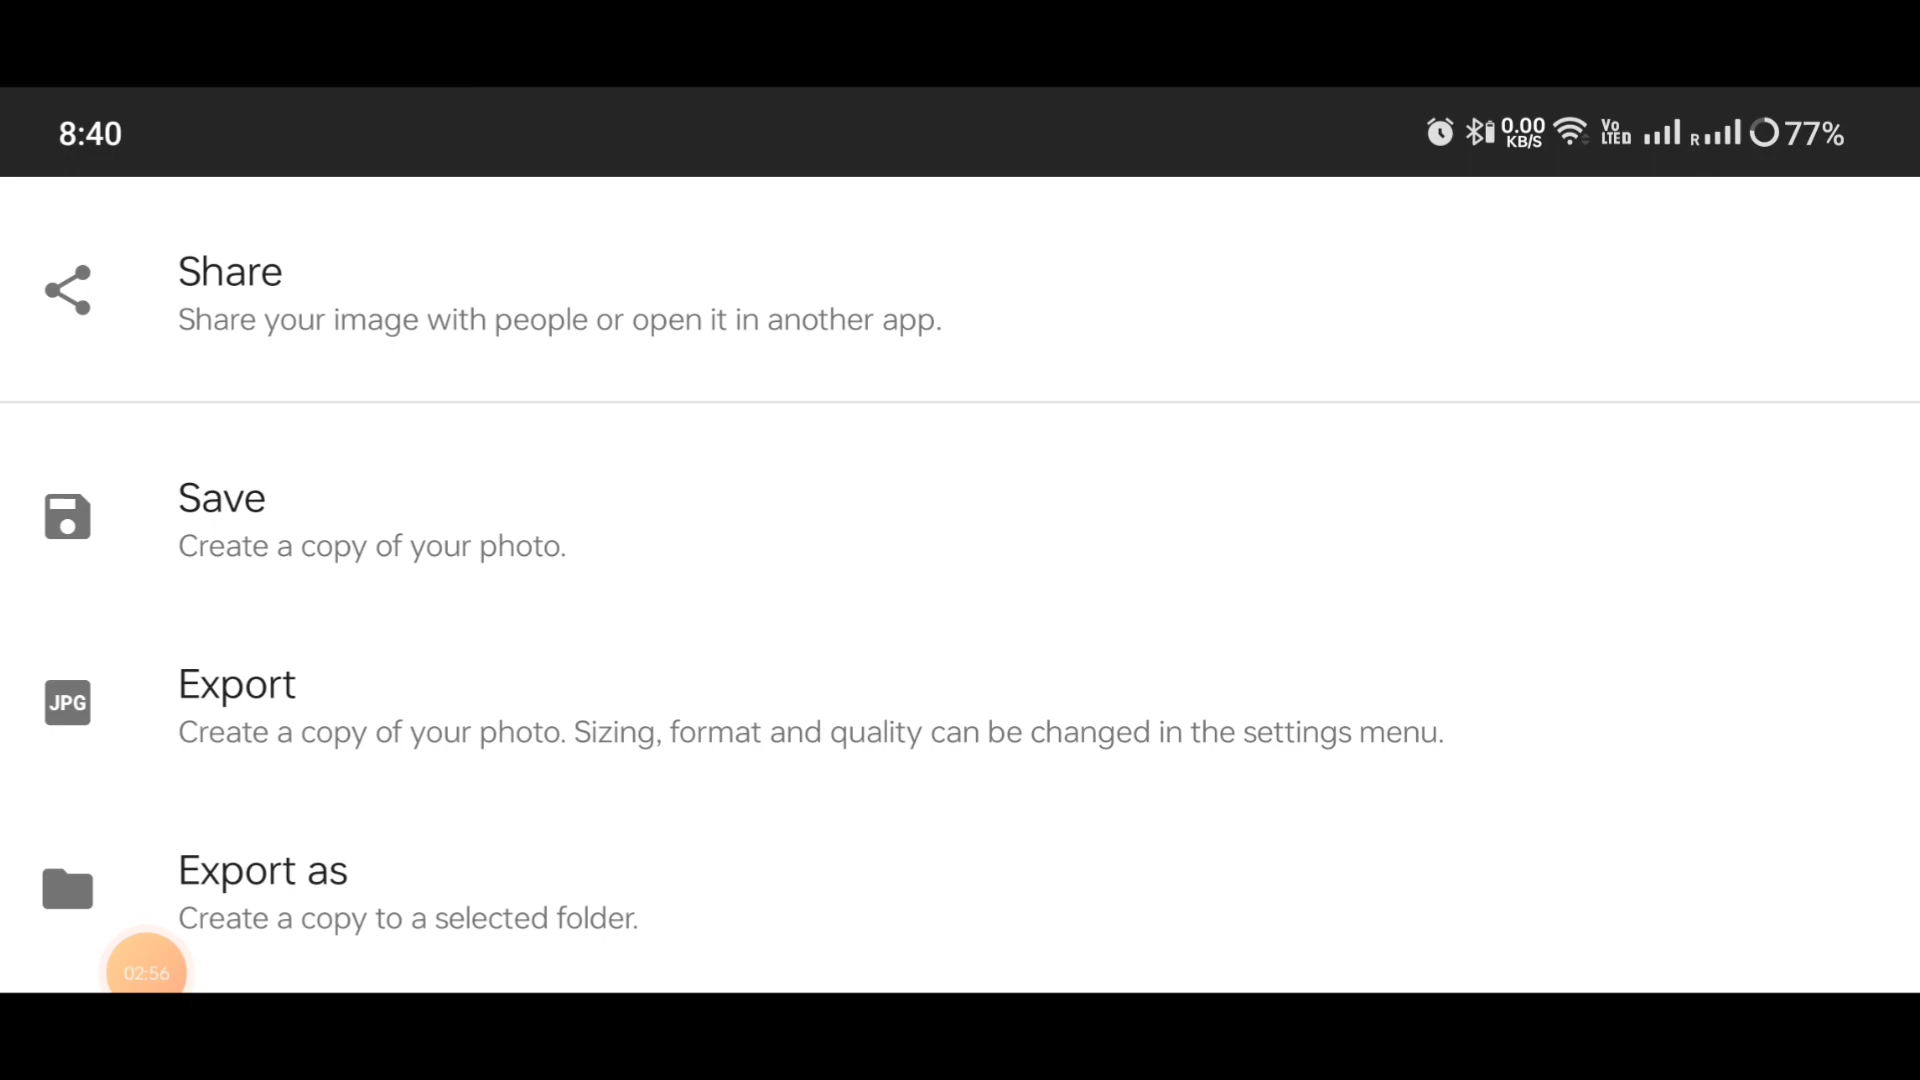 8:40
0.00 KB/S Vo LTED R 77%
Share
Share your image with people or open it in another app.
Save
Create a copy of your photo.
JPG
Export
Create a copy of your photo. Sizing, format and quality can be changed in the settings menu.
Export as
Create a copy to a selected folder.
02:56